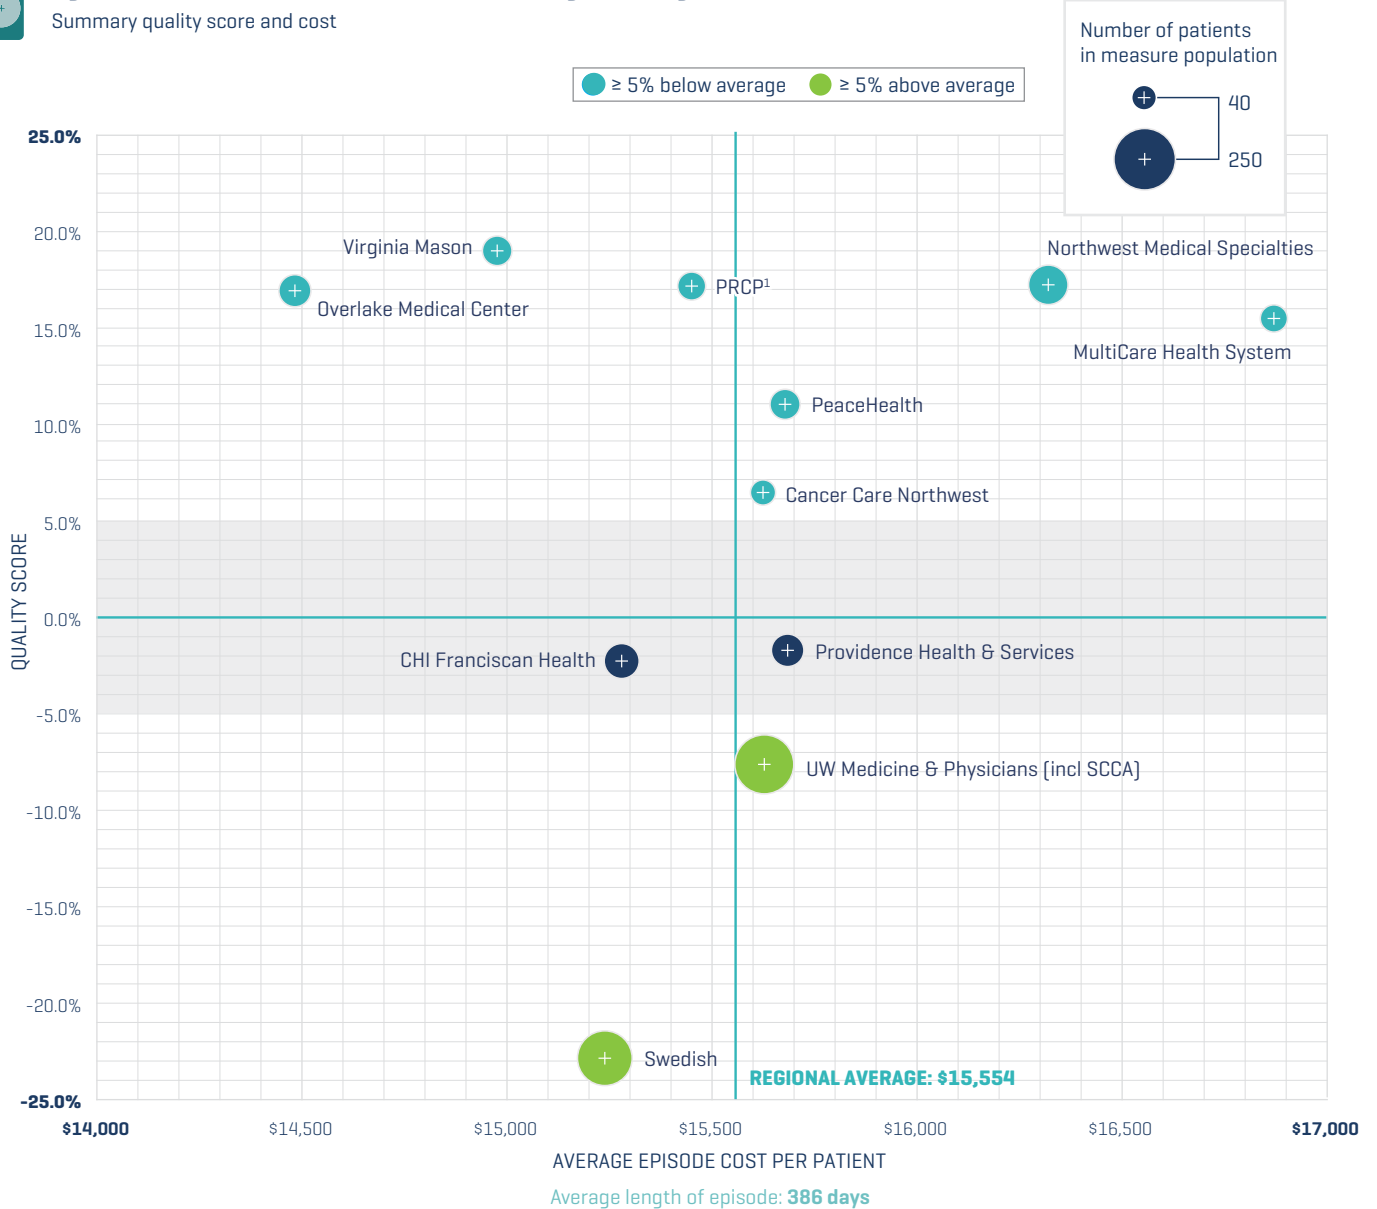 Summary quality score and cost
Number of patients
in measure population
40
250
≥ 5% below average
≥ 5% above average
25.0%
20.0%
15.0%
10.0%
5.0%
0.0%
-5.0%
-10.0%
-15.0%
-20.0%
-25.0%
QUALITY SCORE
Virginia Mason
Overlake Medical Center
PRCP¹
Northwest Medical Specialties
MultiCare Health System
PeaceHealth
Cancer Care Northwest
CHI Franciscan Health
Providence Health & Services
UW Medicine & Physicians (incl SCCA)
Swedish
REGIONAL AVERAGE: $15,554
$14,000
$14,500
$15,000
$15,500
$16,000
$16,500
$17,000
AVERAGE EPISODE COST PER PATIENT
Average length of episode: 386 days